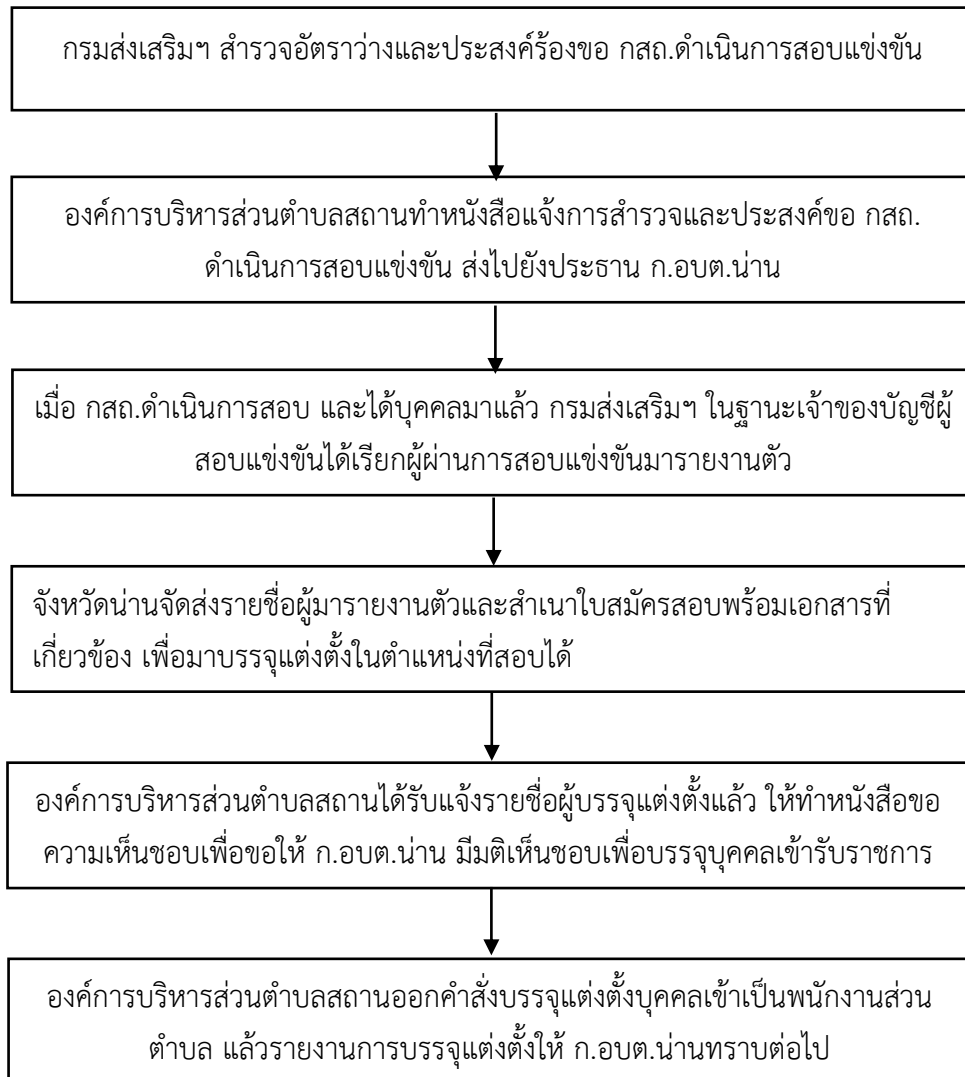 กรมส่งเสริมฯ สำรวจอัตราว่างและประสงค์ร้องขอ กสถ.ดำเนินการสอบแข่งขัน
องค์การบริหารส่วนตำบลสถานทำหนังสือแจ้งการสำรวจและประสงค์ขอ กสถ.
ดำเนินการสอบแข่งขัน ส่งไปยังประธาน ก.อบต.น่าน
เมื่อ กสถ.ดำเนินการสอบ และได้บุคคลมาแล้ว กรมส่งเสริมฯ ในฐานะเจ้าของบัญชีผู้
สอบแข่งขันได้เรียกผู้ผ่านการสอบแข่งขันมารายงานตัว
จังหวัดน่านจัดส่งรายชื่อผู้มารายงานตัวและสำเนาใบสมัครสอบพร้อมเอกสารที่
เกี่ยวข้อง เพื่อมาบรรจุแต่งตั้งในตำแหน่งที่สอบได้
องค์การบริหารส่วนตำบลสถานได้รับแจ้งรายชื่อผู้บรรจุแต่งตั้งแล้ว ให้ทำหนังสือขอ
ความเห็นชอบเพื่อขอให้ ก.อบต.น่าน มีมติเห็นชอบเพื่อบรรจุบุคคลเข้ารับราชการ
องค์การบริหารส่วนตำบลสถานออกคำสั่งบรรจุแต่งตั้งบุคคลเข้าเป็นพนักงานส่วน
ตำบล แล้วรายงานการบรรจุแต่งตั้งให้ ก.อบต.น่านทราบต่อไป